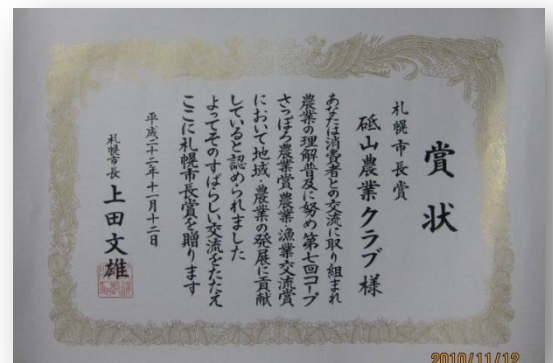 賞状
札幌市長賞
砥山農業クラブ様
あなたは消費者との交流に取り組まれ
農業の理解普及に努め第七回コープ
さっぽろ農業賞農業・漁業交流賞
において地域・農業の発展に貢献
していると認められました
よってそのすばらしい交流をたたえ
ここに札幌市長賞を贈ります
平成二十二年十一月十二日
札幌市長 上田文雄
2010/11/12